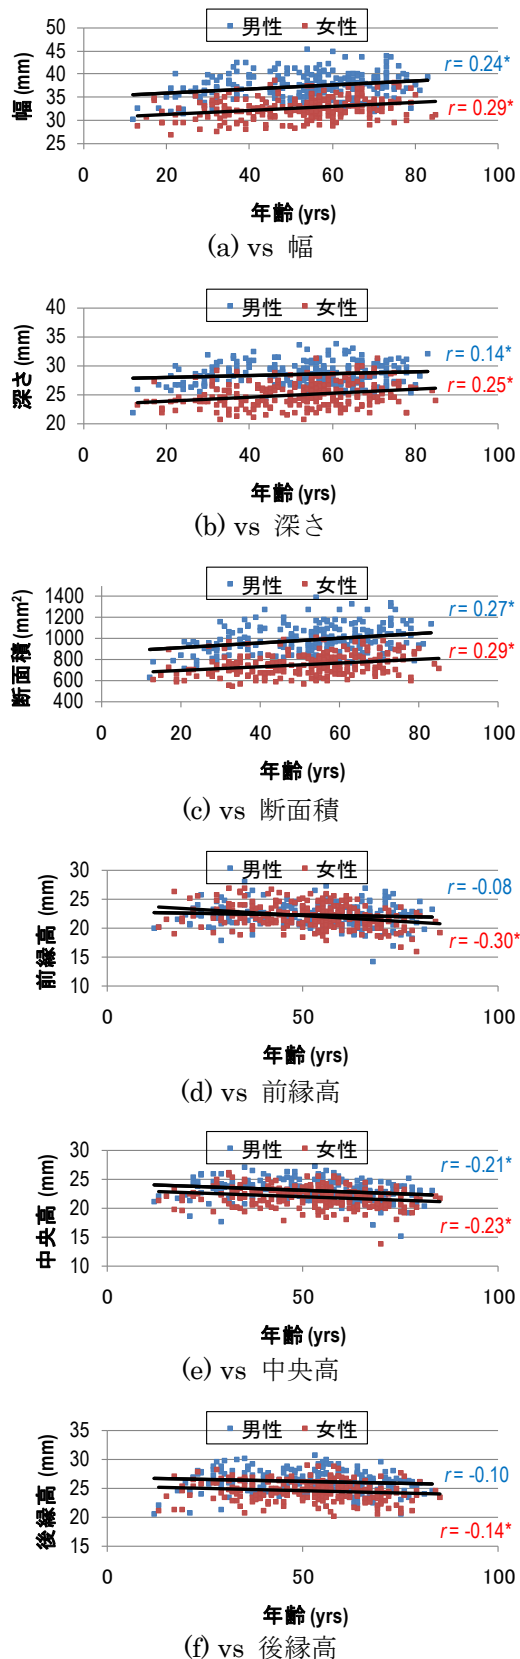 男性 女性
50
45
40
35
30
25
幅 (mm)
r = 0.24*
r = 0.29*
0 20 40 60 80 100
年齢 (yrs)
(a) vs 幅
男性 女性
40
35
30
25
20
深さ (mm)
r = 0.14*
r = 0.25*
0 20 40 60 80 100
年齢 (yrs)
(b) vs 深さ
男性 女性
1400
1200
1000
800
600
400
断面積 (mm²)
r = 0.27*
r = 0.29*
0 20 40 60 80 100
年齢 (yrs)
(c) vs 断面積
男性 女性
30
25
20
15
10
前縁高 (mm)
r = -0.08
r = -0.30*
0 50 100
年齢 (yrs)
(d) vs 前縁高
男性 女性
30
25
20
15
10
中央高 (mm)
r = -0.21*
r = -0.23*
0 50 100
年齢 (yrs)
(e) vs 中央高
男性 女性
35
30
25
20
15
後縁高 (mm)
r = -0.10
r = -0.14*
0 50 100
年齢 (yrs)
(f) vs 後縁高